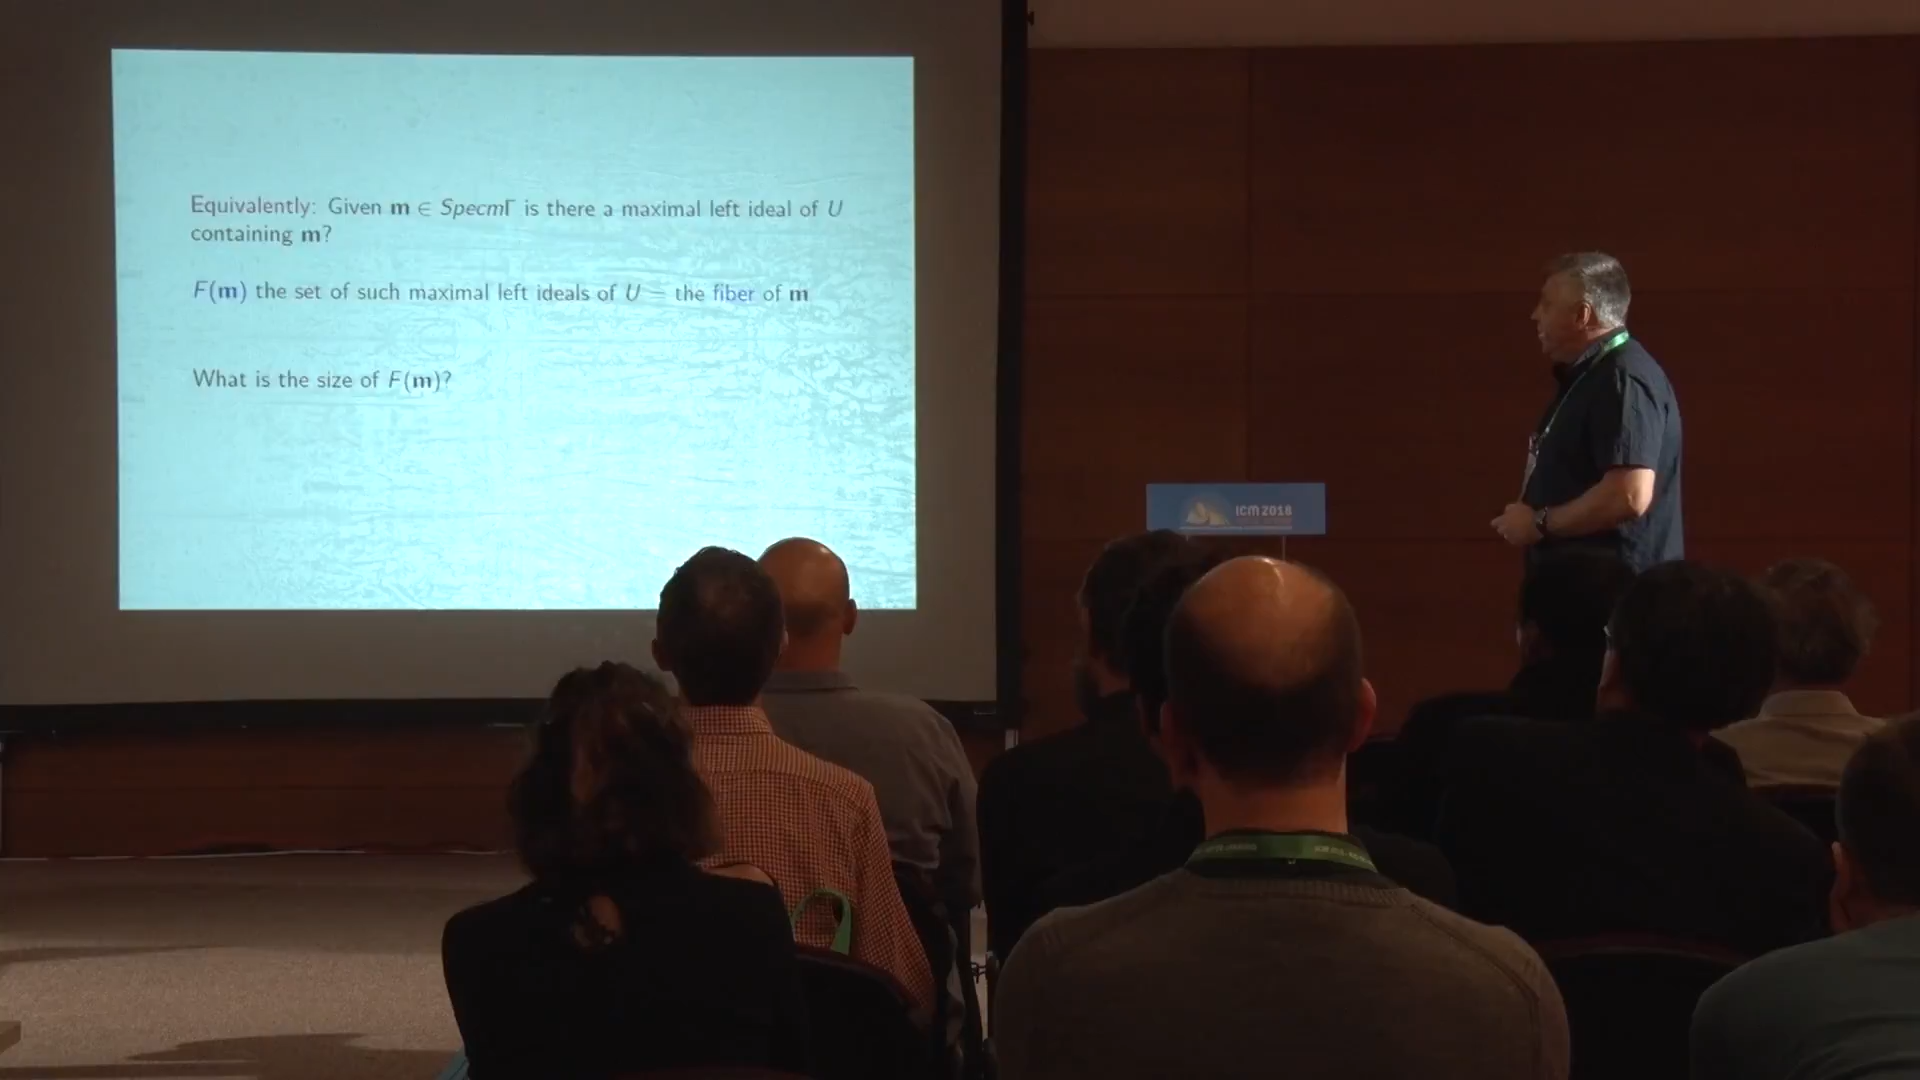 Equivalently: Given m ∈ SpecmΓ is there a maximal left ideal of U
containing m?
F(m) the set of such maximal left ideals of U = the fiber of m
What is the size of F(m)?
ICM 2018